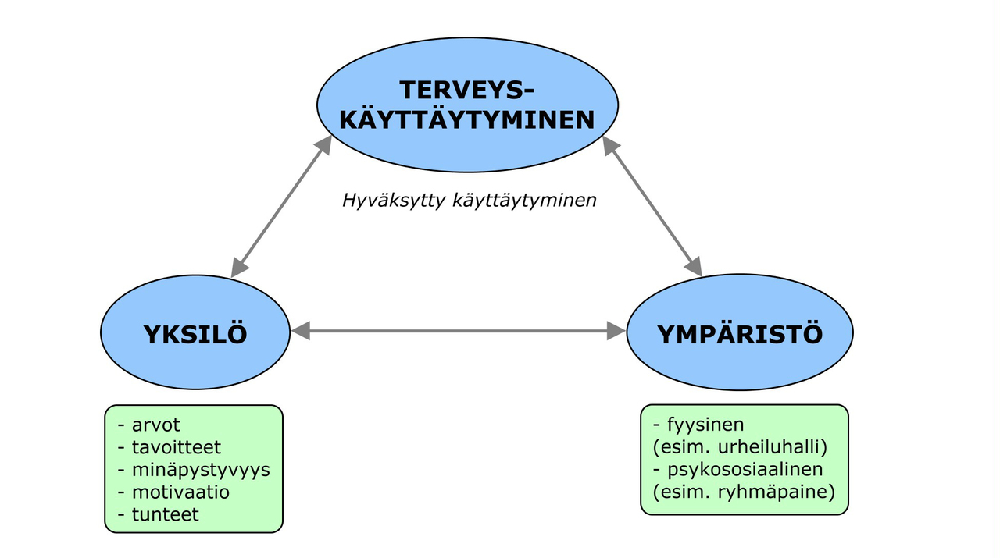 TERVEYS-
KÄYTTÄYTYMINEN
Hyväksytty käyttäytyminen
YKSILÖ
YMPÄRISTÖ
- arvot
- tavoitteet
- minäpystyvyys
- motivaatio
- tunteet
- fyysinen
(esim. urheiluhalli)
- psykososiaalinen
(esim. ryhmäpaine)